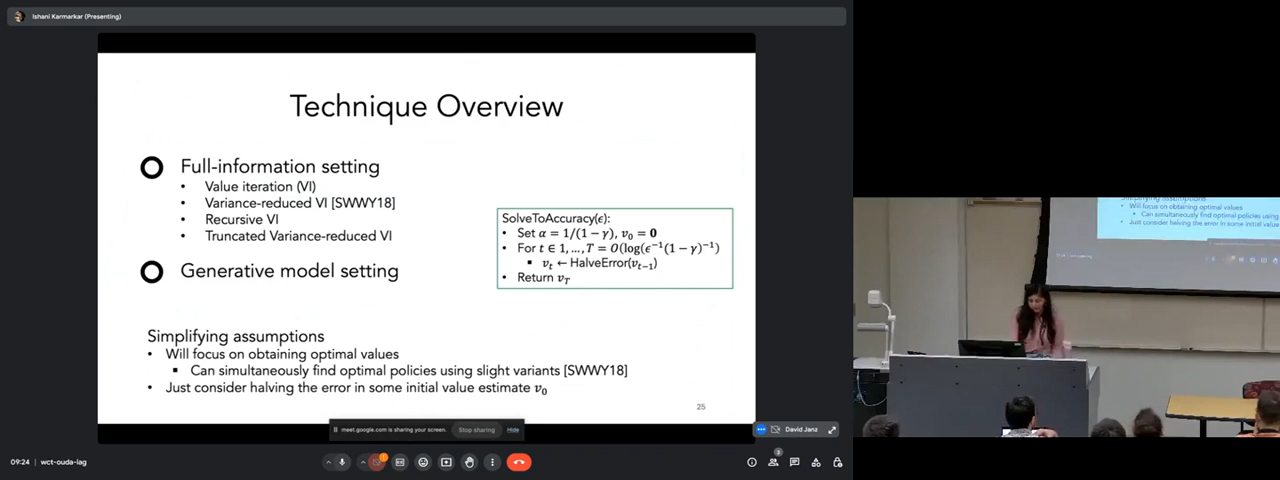 Ishani Karmarkar (Presenting)
Technique Overview
Full-information setting
• Value iteration (VI)
• Variance-reduced VI [SWWY18]
• Recursive VI
• Truncated Variance-reduced VI
Generative model setting
SolveToAccuracy(ϵ):
• Set α = 1/(1 − γ), v₀ = 0
• For t ∈ 1, ..., T = O(log(ϵ⁻¹(1 − γ)⁻¹)
▪ vₜ ← HalveError(vₜ₋₁)
• Return v_T
Simplifying assumptions
• Will focus on obtaining optimal values
▪ Can simultaneously find optimal policies using slight variants [SWWY18]
• Just consider halving the error in some initial value estimate v₀
25
meet.google.com is sharing your screen.
Stop sharing
Hide
David Janz
09:24 | wct-ouda-iag
Simplifying assumptions
Will focus on obtaining optimal values
▪ Can simultaneously find optimal policies using
• Just consider halving the error in some initial value